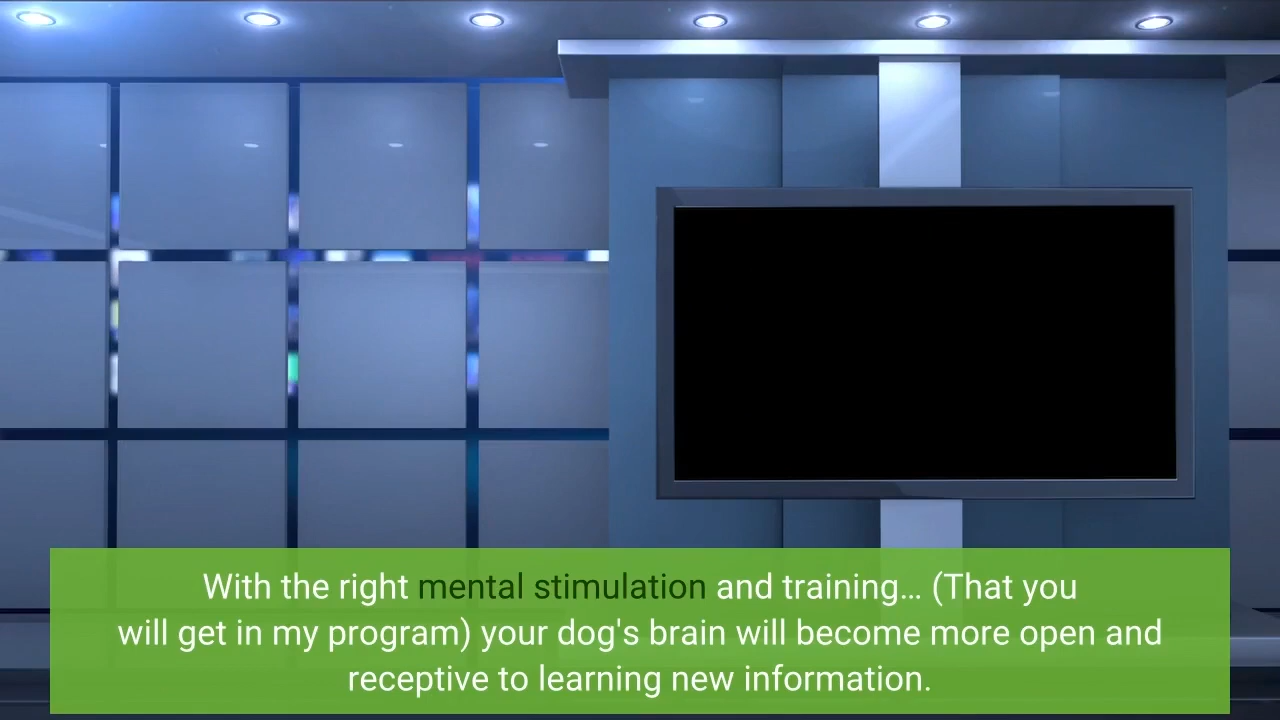 With the right mental stimulation and training… (That you
will get in my program) your dog's brain will become more open and
receptive to learning new information.